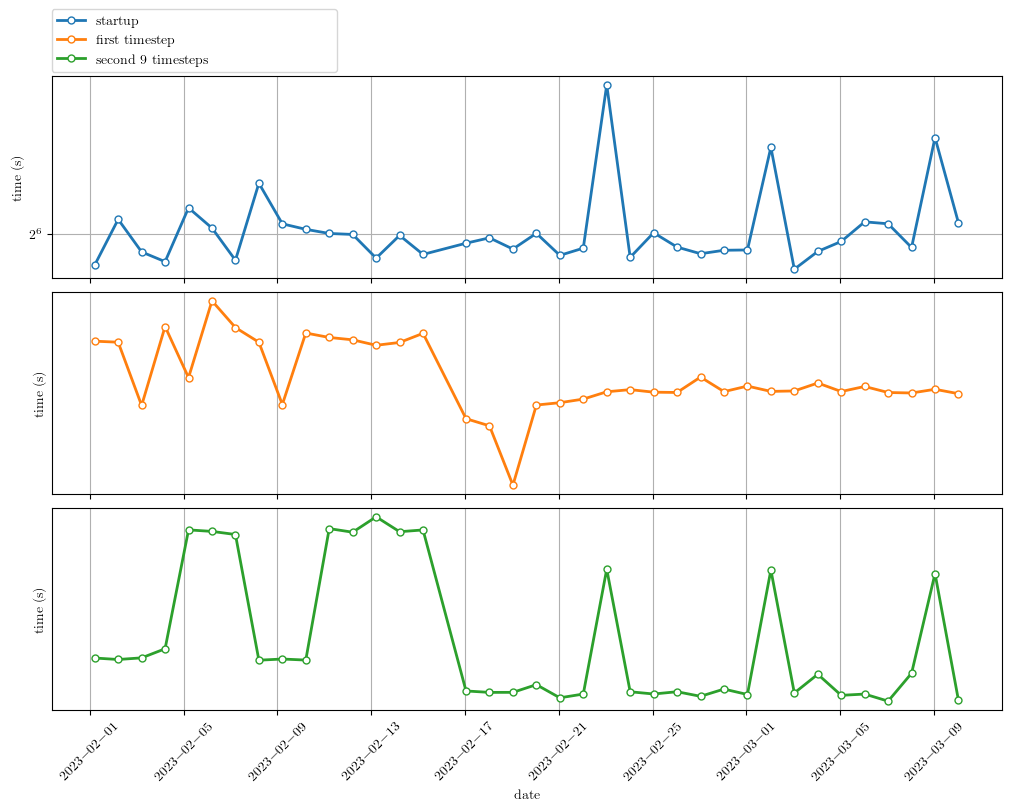 startup
first timestep
second 9 timesteps
time (s)
2^6
time (s)
time (s)
2023−02−01
2023−02−05
2023−02−09
2023−02−13
2023−02−17
2023−02−21
2023−02−25
2023−03−01
2023−03−05
2023−03−09
date